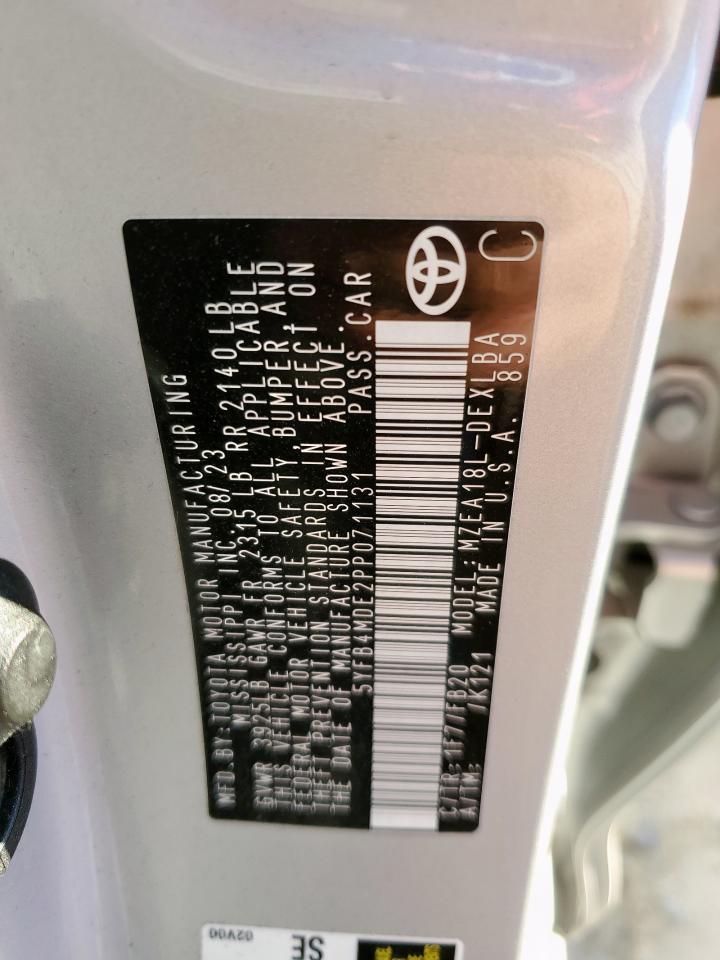 MFD. BY: TOYOTA MOTOR MANUFACTURING
MISSISSIPPI, INC. 08/23
GVWR 3925LB GAWR FR 2315 LB RR 2140 LB
THIS VEHICLE CONFORMS TO ALL APPLICABLE
FEDERAL MOTOR VEHICLE SAFETY, BUMPER, AND
THEFT PREVENTION STANDARDS IN EFFECT ON
THE DATE OF MANUFACTURE SHOWN ABOVE.
5YFB4MDE2PP071131 PASS. CAR
C/TR: 1F7/FB20 MODEL: MZEA18L-DEXLBA
A/TM: /K121 MADE IN U.S.A. 859
C
02V00
SE